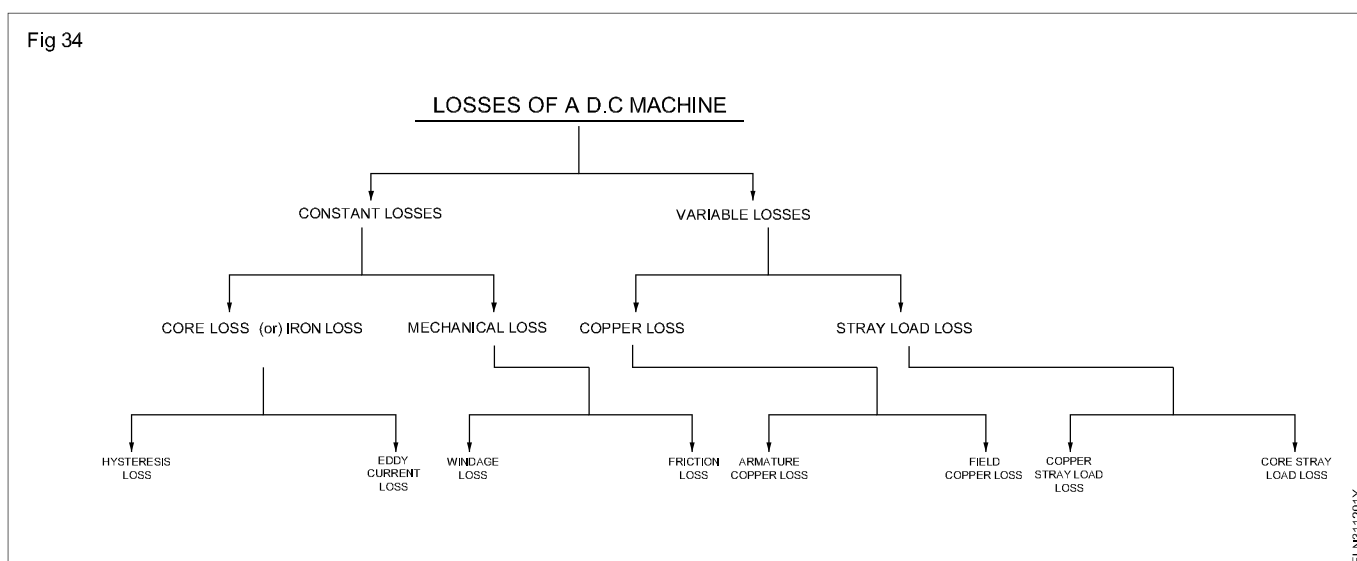 Fig 34
LOSSES OF A D.C MACHINE
CONSTANT LOSSES
VARIABLE LOSSES
CORE LOSS (or) IRON LOSS
MECHANICAL LOSS
COPPER LOSS
STRAY LOAD LOSS
HYSTERESIS
LOSS
EDDY
CURRENT
LOSS
WINDAGE
LOSS
FRICTION
LOSS
ARMATURE
COPPER LOSS
FIELD
COPPER LOSS
COPPER
STRAY LOAD
LOSS
CORE STRAY
LOAD LOSS